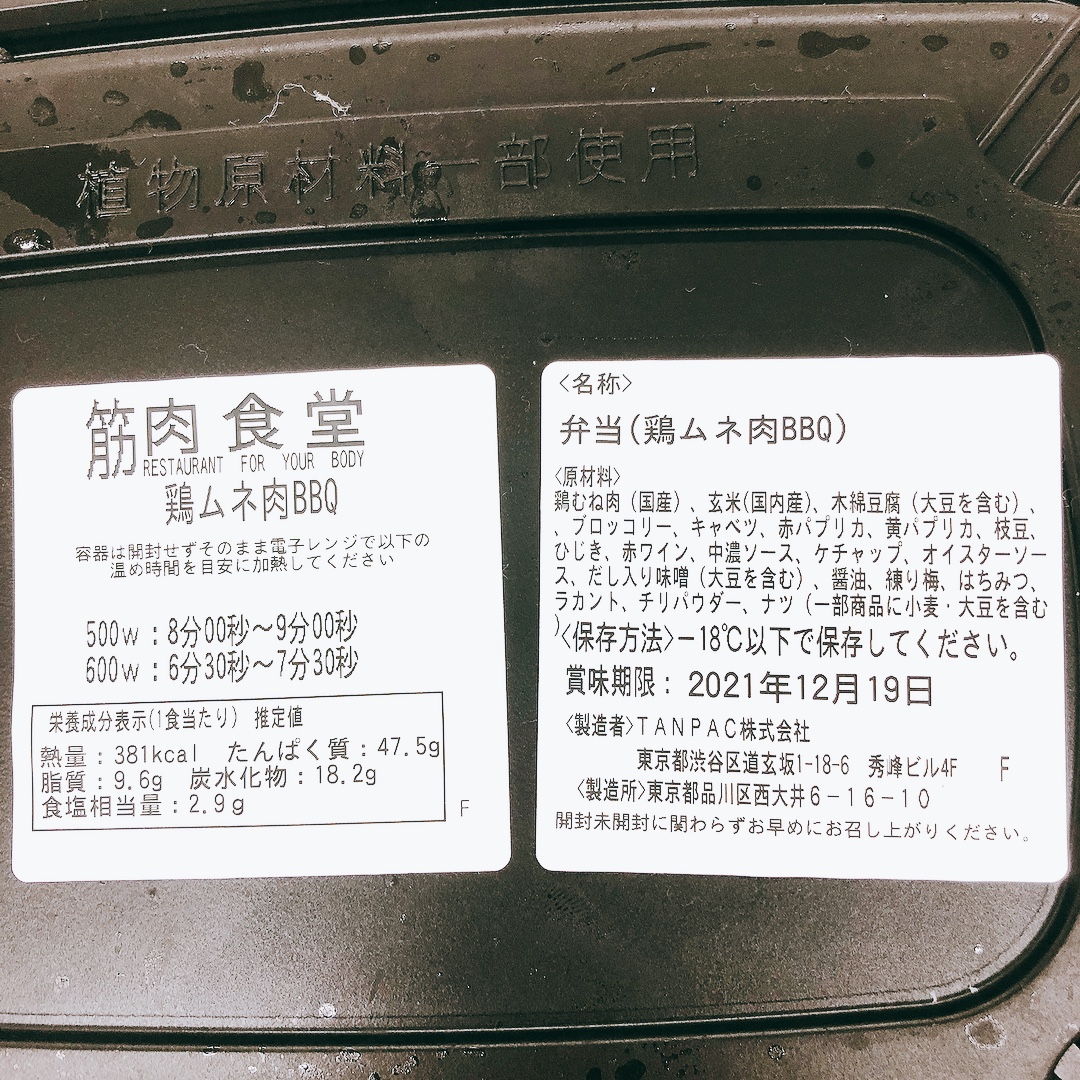 植物原材料一部使用
筋肉食堂
RESTAURANT FOR YOUR BODY
鶏ムネ肉BBQ
容器は開封せずそのまま電子レンジで以下の
温め時間を目安に加熱してください
500w：8分00秒〜9分00秒
600w：6分30秒〜7分30秒
栄養成分表示(1食当たり) 推定値
熱量：381kcal たんぱく質：47.5g
脂質：9.6g 炭水化物：18.2g
食塩相当量：2.9g
F
<名称>
弁当(鶏ムネ肉BBQ)
<原材料>
鶏むね肉（国産）、玄米(国内産)、木綿豆腐（大豆を含む）、
、ブロッコリー、キャベツ、赤パプリカ、黄パプリカ、枝豆、
ひじき、赤ワイン、中濃ソース、ケチャップ、オイスターソー
ス、だし入り味噌（大豆を含む）、醤油、練り梅、はちみつ、
ラカント、チリパウダー、ナツ（一部商品に小麦・大豆を含む
)<保存方法>−18℃以下で保存してください。
賞味期限：2021年12月19日
<製造者>TANPAC株式会社
東京都渋谷区道玄坂1-18-6 秀峰ビル4F F
<製造所>東京都品川区西大井6−16−10
開封未開封に関わらずお早めにお召し上がりください。